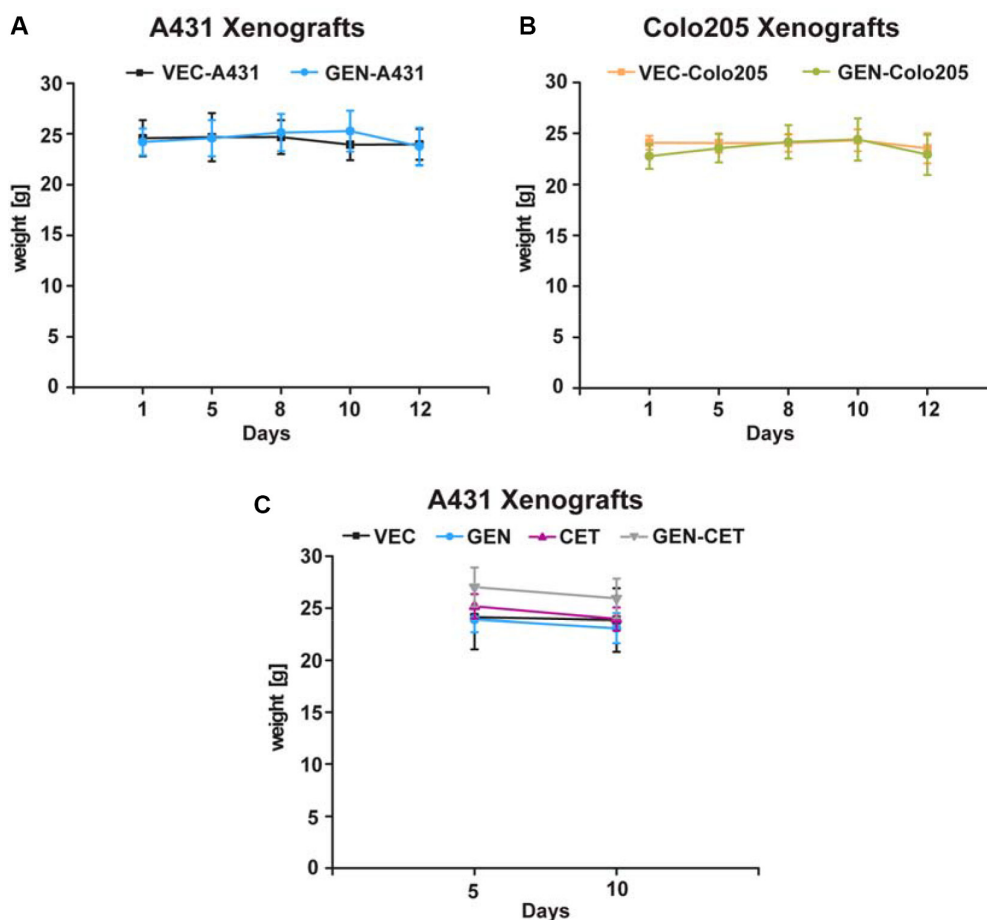 A
A431 Xenografts
VEC-A431 GEN-A431
30
25
20
15
10
5
0
weight [g]
1 5 8 10 12
Days
B
Colo205 Xenografts
VEC-Colo205 GEN-Colo205
30
25
20
15
10
5
0
weight [g]
1 5 8 10 12
Days
C
A431 Xenografts
VEC GEN CET GEN-CET
30
25
20
15
10
5
0
weight [g]
5 10
Days